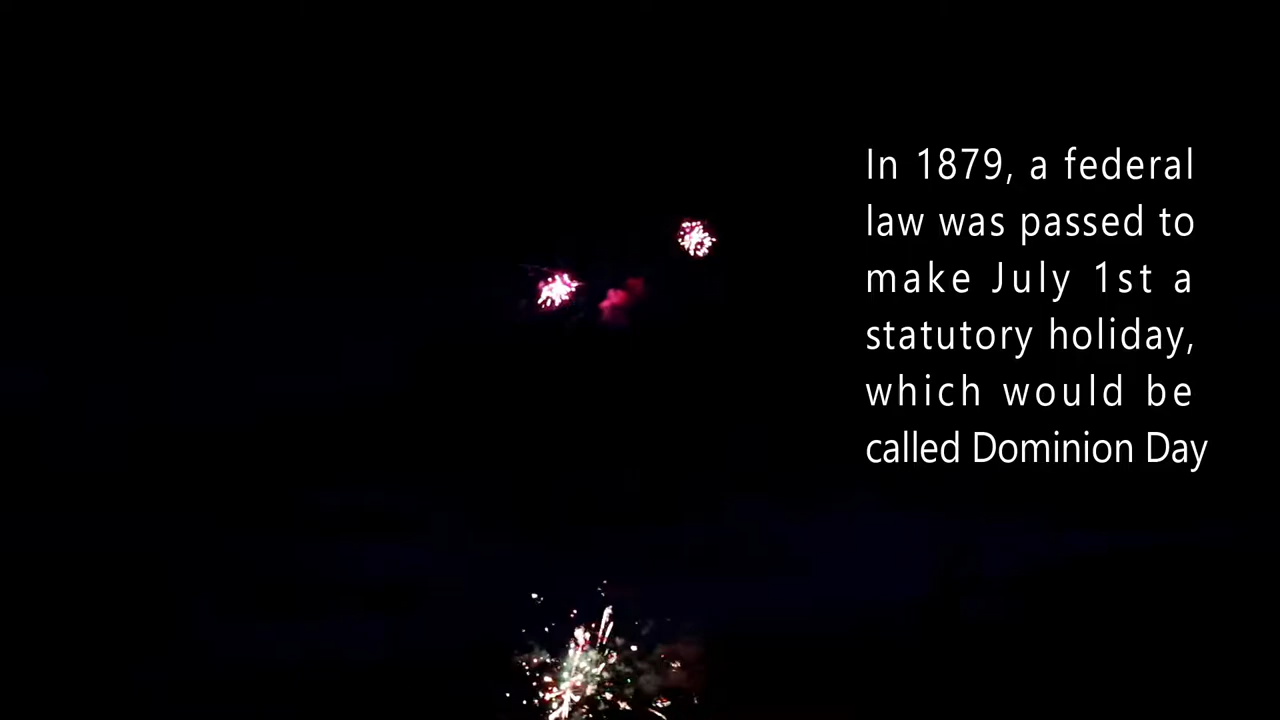 In 1879, a federal
law was passed to
make July 1st a
statutory holiday,
which would be
called Dominion Day